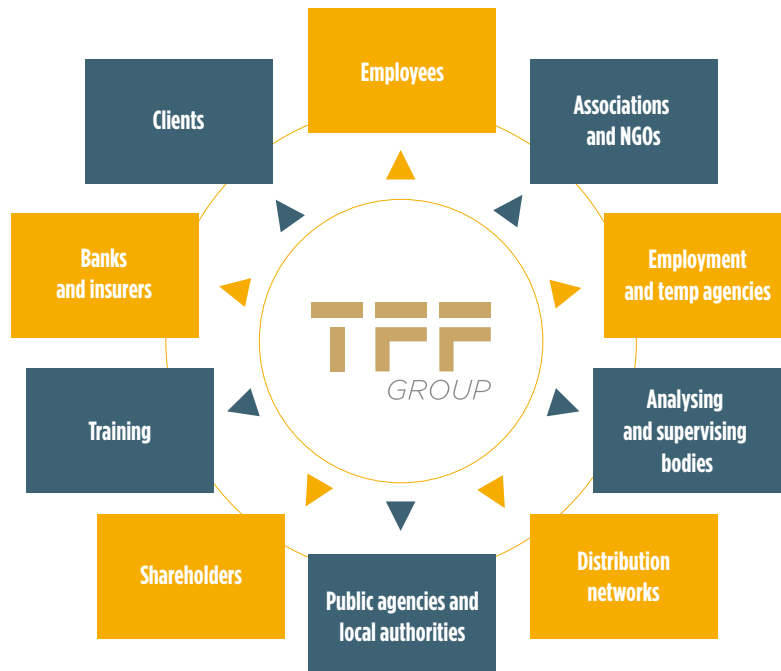 Employees
Clients
Associations
and NGOs
Banks
and insurers
Employment
and temp agencies
TFF
GROUP
Training
Analysing
and supervising
bodies
Shareholders
Distribution
networks
Public agencies and
local authorities